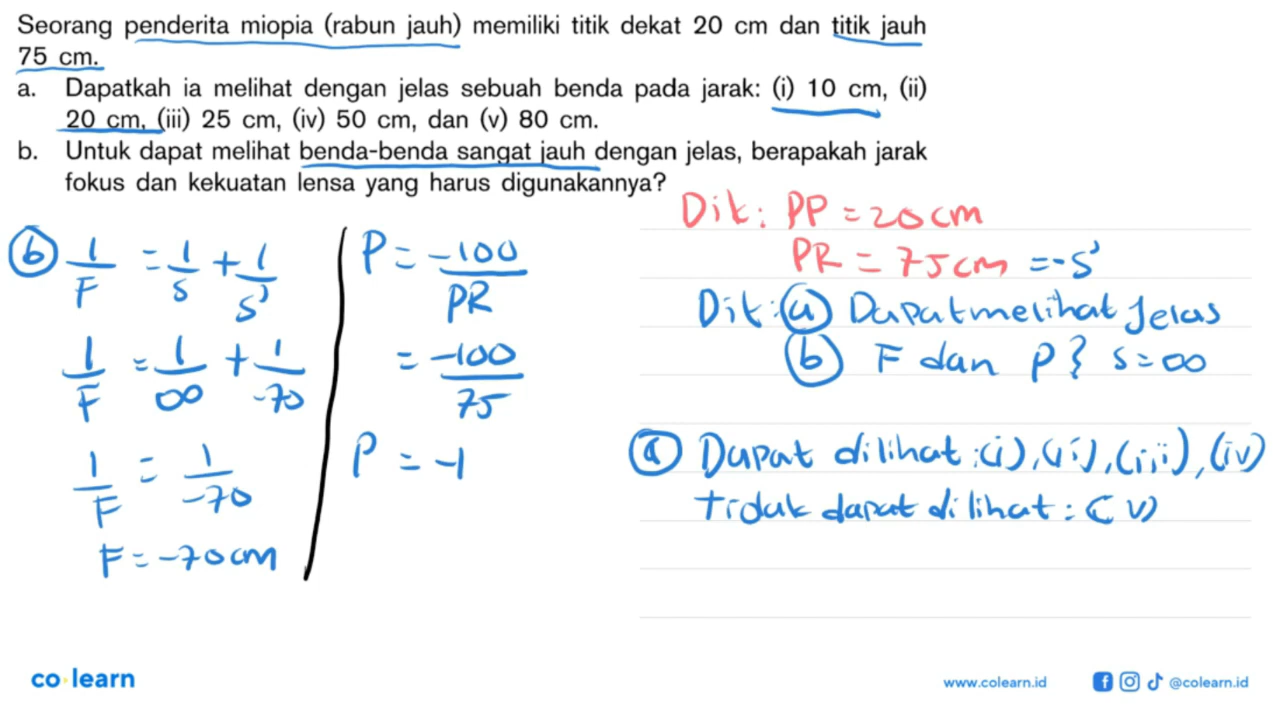 Seorang penderita miopia (rabun jauh) memiliki titik dekat 20 cm dan titik jauh
75 cm.
a. Dapatkah ia melihat dengan jelas sebuah benda pada jarak: (i) 10 cm, (ii)
20 cm, (iii) 25 cm, (iv) 50 cm, dan (v) 80 cm.
b. Untuk dapat melihat benda-benda sangat jauh dengan jelas, berapakah jarak
fokus dan kekuatan lensa yang harus digunakannya?
Dik: PP = 20 cm
PR = 75 cm = -s'
Dit: (a) Dapat melihat Jelas
(b) F dan P? s = ∞
(a) Dapat dilihat: (i), (ii), (iii), (iv)
Tidak dapat dilihat: (v)
(b) 1/F = 1/s + 1/s'
1/F = 1/∞ + 1/-70
1/F = 1/-70
F = -70 cm
P = -100/PR
= -100/75
P = -1
co learn
www.colearn.id
@colearn.id